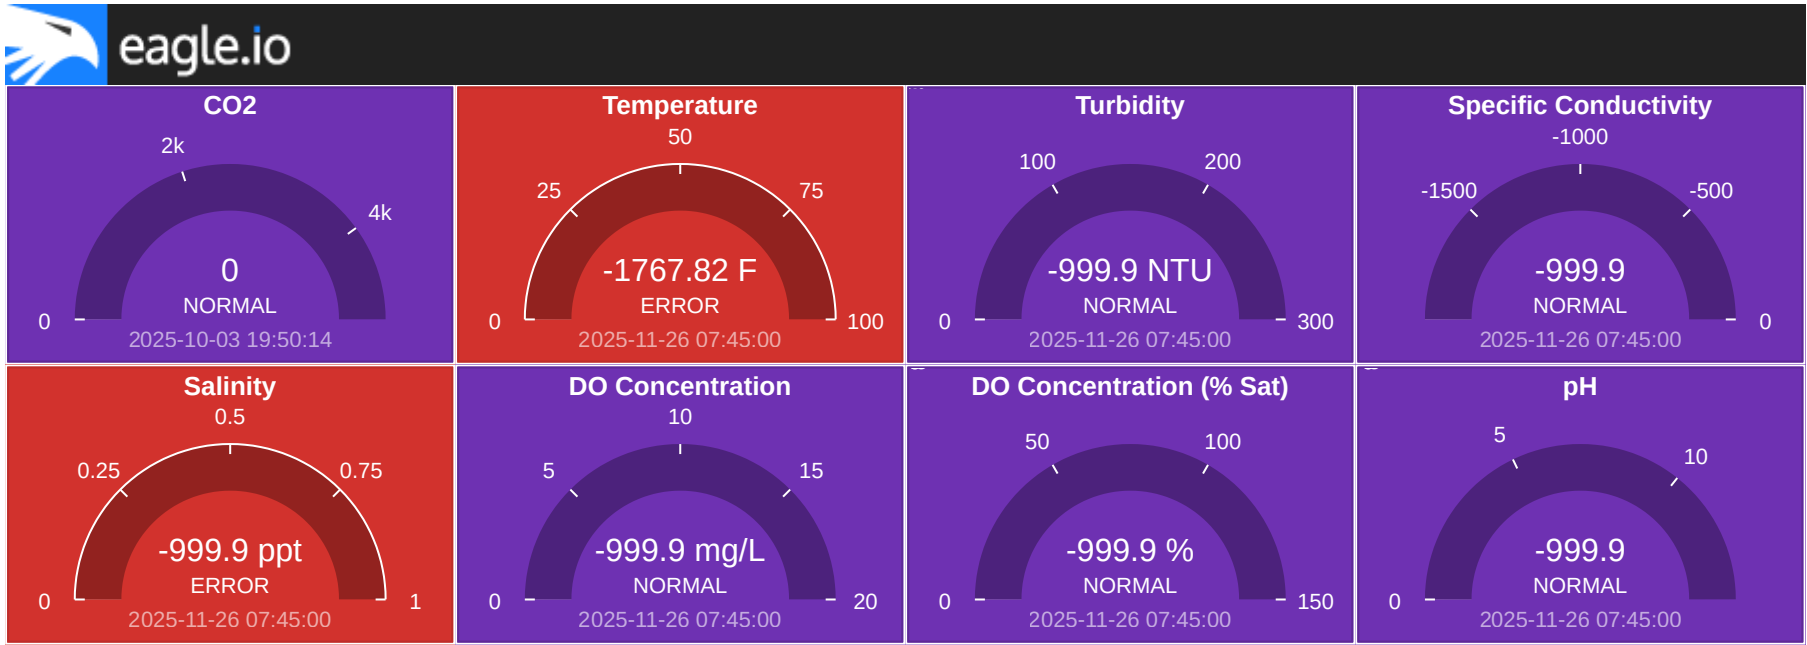 eagle.io
CO2
2k
4k
0
0
NORMAL
2025-10-03 19:50:14
Temperature
50
25
75
-1767.82 F
ERROR
0
100
2025-11-26 07:45:00
Turbidity
100
200
-999.9 NTU
NORMAL
0
300
2025-11-26 07:45:00
Specific Conductivity
-1000
-1500
-500
-999.9
NORMAL
0
2025-11-26 07:45:00
Salinity
0.5
0.25
0.75
-999.9 ppt
ERROR
0
1
2025-11-26 07:45:00
DO Concentration
10
5
15
-999.9 mg/L
NORMAL
0
20
2025-11-26 07:45:00
DO Concentration (% Sat)
50
100
-999.9 %
NORMAL
0
150
2025-11-26 07:45:00
pH
5
10
-999.9
NORMAL
0
2025-11-26 07:45:00